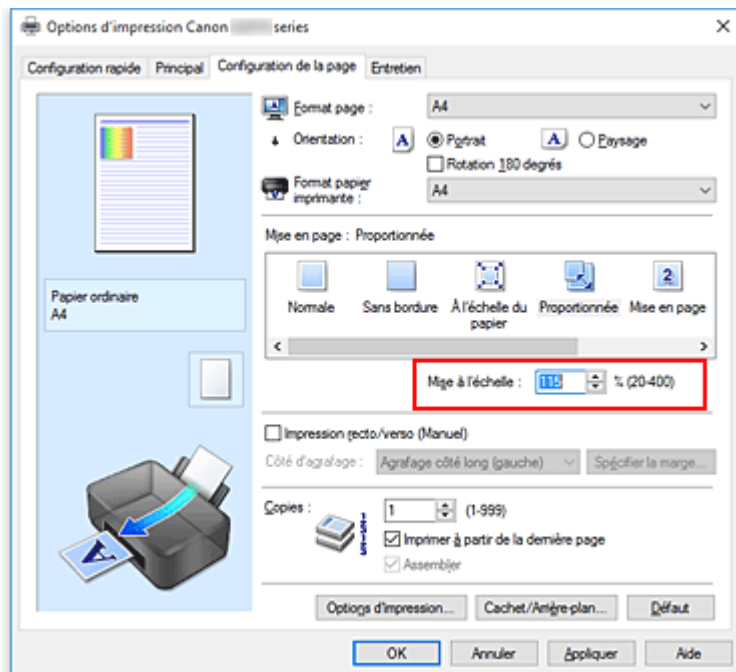 Options d'impression Canon series
Configuration rapide Principal Configuration de la page Entretien
Format page : A4
Orientation : A Portrait A Paysage
Rotation 180 degrés
Format papier imprimante : A4
Mise en page : Proportionnée
Normale Sans bordure À l'échelle du papier Proportionnée 2 Mise en page
Papier ordinaire
A4
Mise à l'échelle : 115 % (20-400)
Impression recto/verso (Manuel)
Côté d'agrafage : Agrafage côté long (gauche) Spécifier la marge...
Copies : 1 (1-999)
Imprimer à partir de la dernière page
Assembler
Options d'impression... Cachet/Arrière-plan... Défaut
OK Annuler Appliquer Aide